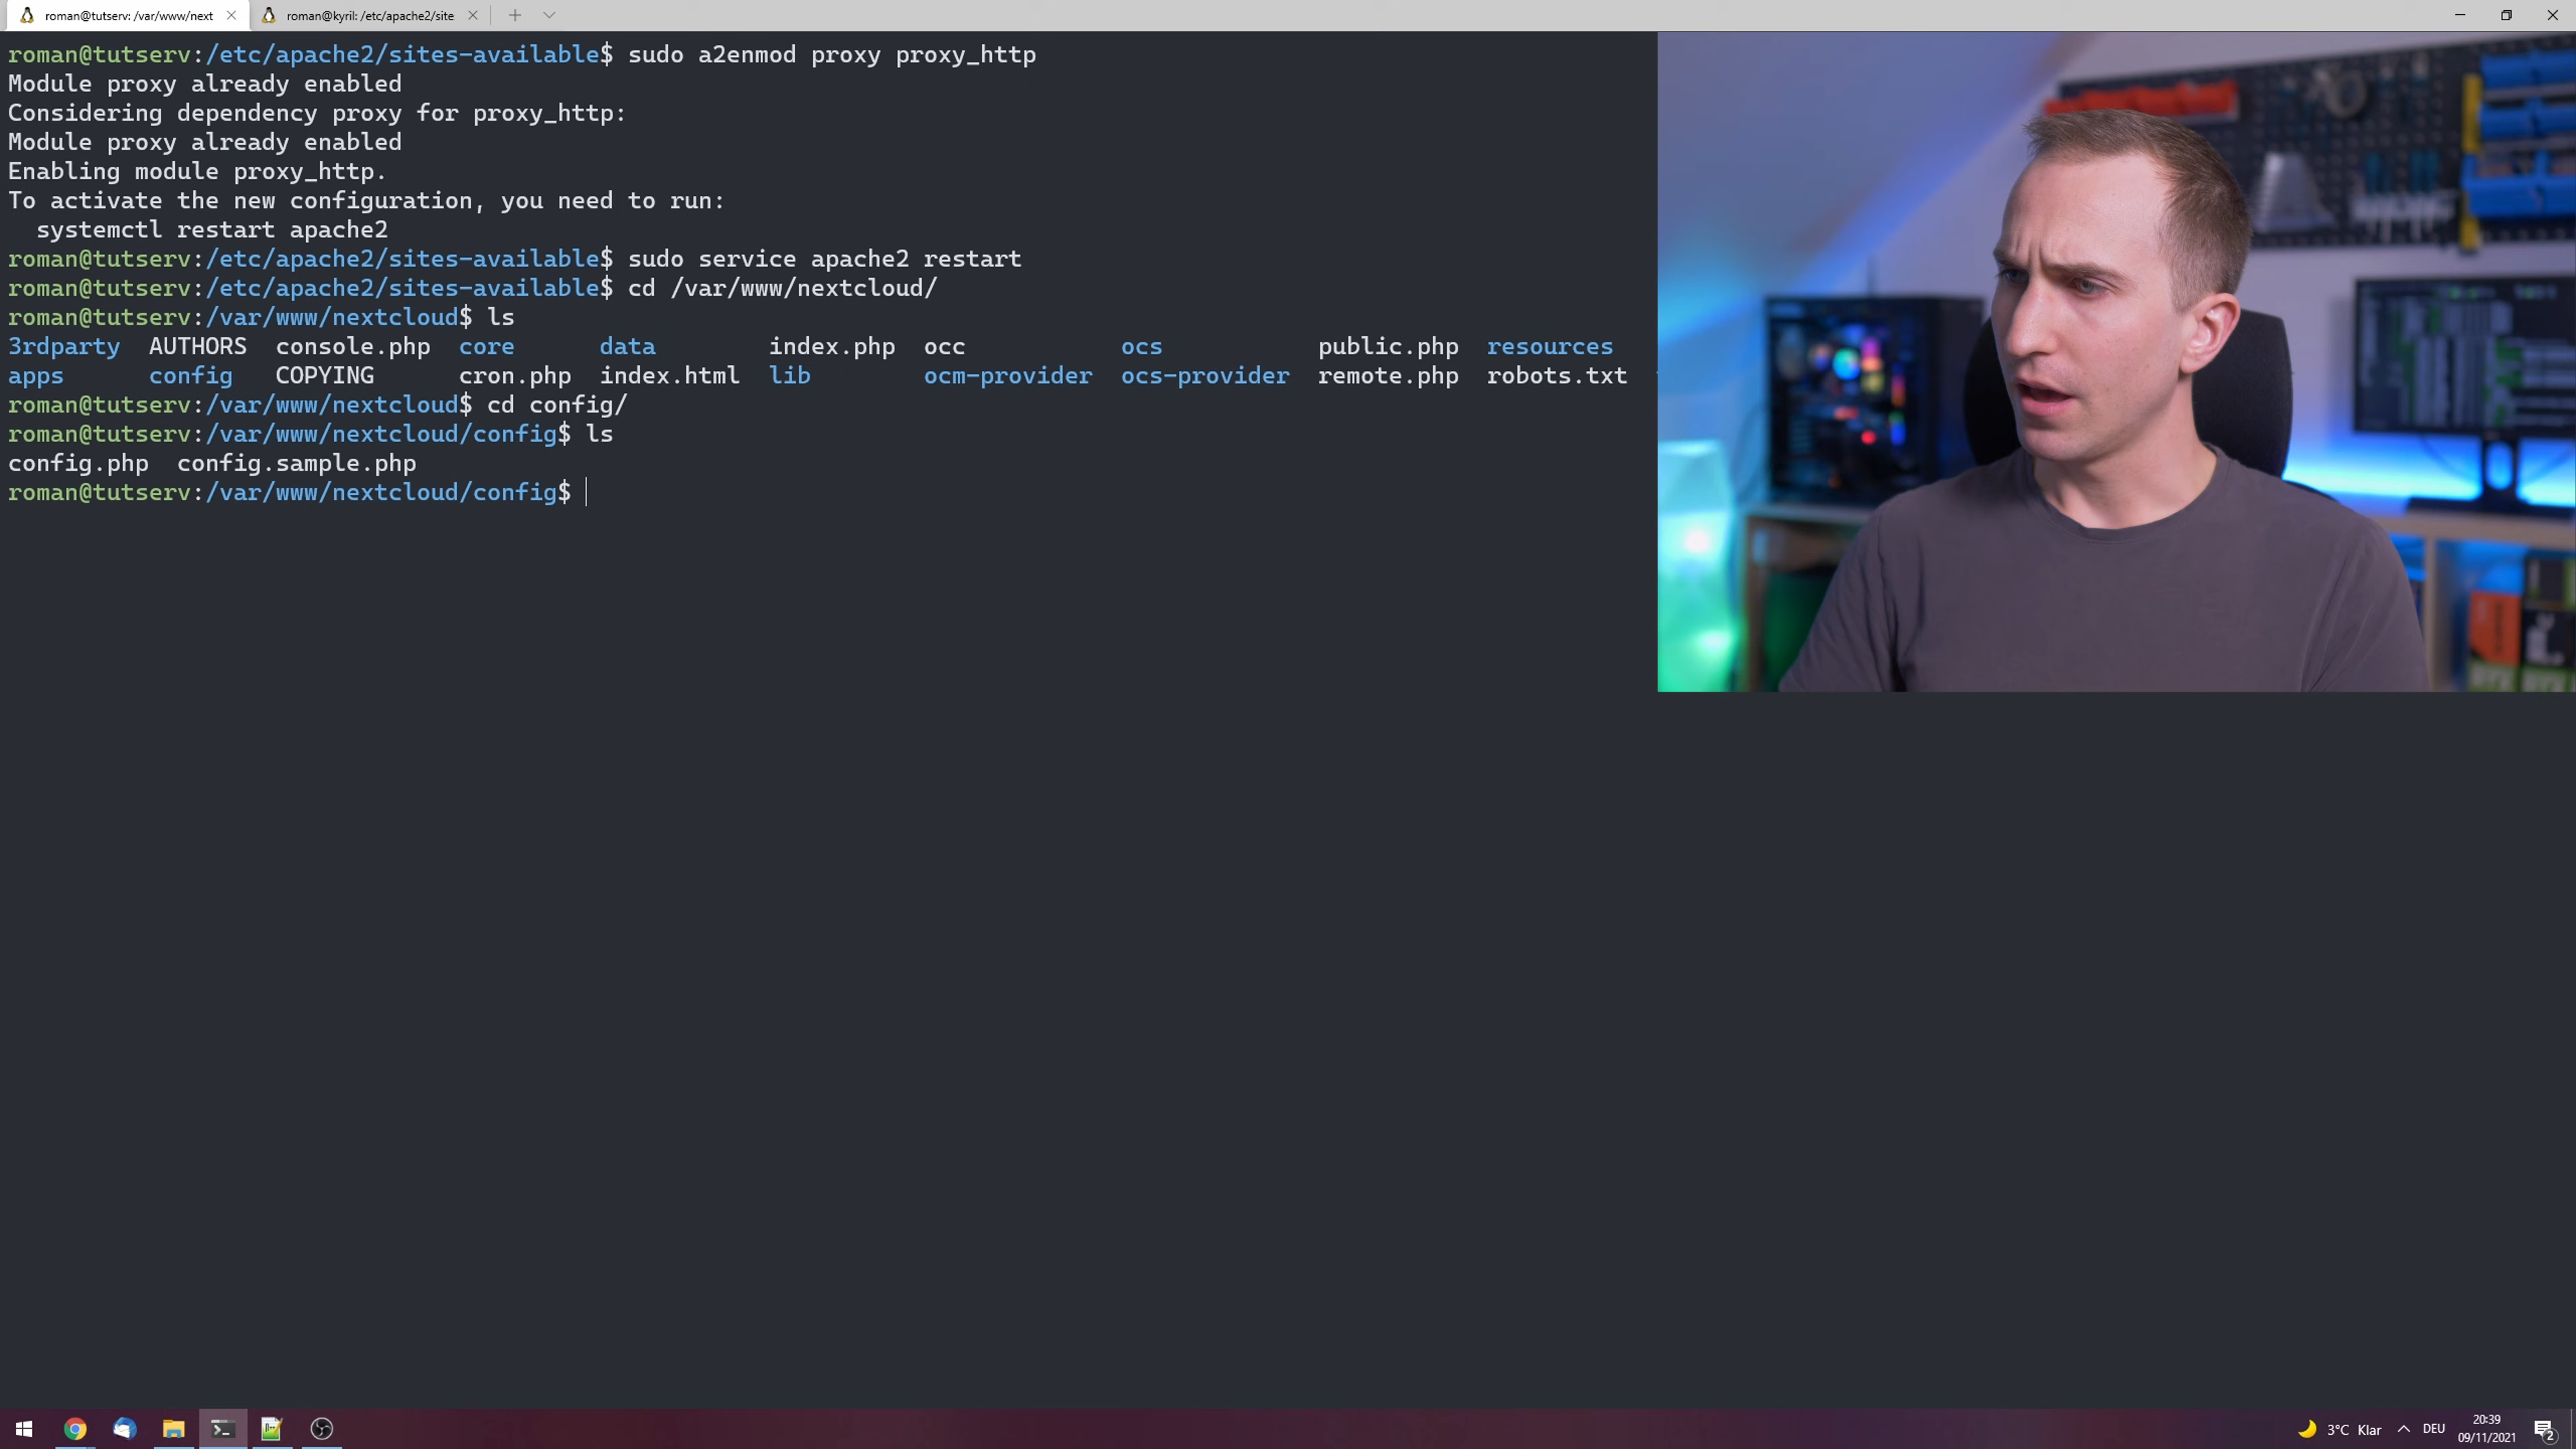 roman@tutserv: /var/www/next
roman@kyril: /etc/apache2/site
roman@tutserv:/etc/apache2/sites-available$ sudo a2enmod proxy proxy_http
Module proxy already enabled
Considering dependency proxy for proxy_http:
Module proxy already enabled
Enabling module proxy_http.
To activate the new configuration, you need to run:
systemctl restart apache2
roman@tutserv:/etc/apache2/sites-available$ sudo service apache2 restart
roman@tutserv:/etc/apache2/sites-available$ cd /var/www/nextcloud/
roman@tutserv:/var/www/nextcloud$ ls
3rdparty AUTHORS console.php core data index.php occ ocs public.php resources
apps config COPYING cron.php index.html lib ocm-provider ocs-provider remote.php robots.txt
roman@tutserv:/var/www/nextcloud$ cd config/
roman@tutserv:/var/www/nextcloud/config$ ls
config.php config.sample.php
roman@tutserv:/var/www/nextcloud/config$
3°C Klar
DEU
20:39
09/11/2021
2